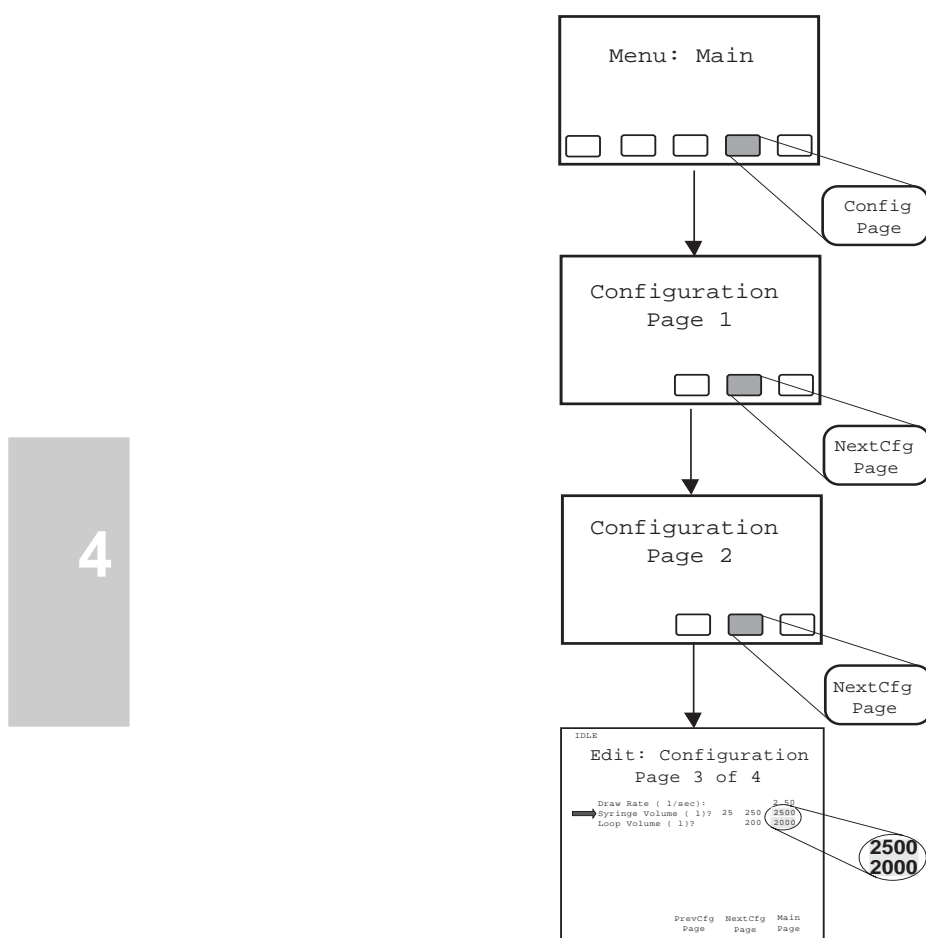 Menu: Main
Config
Page
Configuration
Page 1
NextCfg
Page
Configuration
Page 2
NextCfg
Page
4
IDLE
Edit: Configuration
Page 3 of 4
Draw Rate ( l/sec): 2.50
Syringe Volume ( l)? 25 250 2500
Loop Volume ( l)? 200 2000
2500
2000
PrevCfg NextCfg Main
Page Page Page